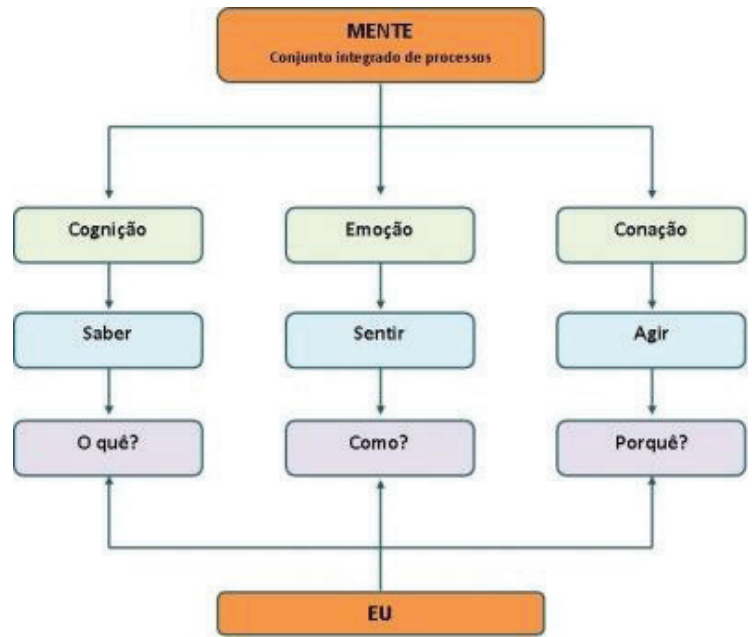 MENTE
Conjunto integrado de processos
Cognição
Emoção
Conação
Saber
Sentir
Agir
O quê?
Como?
Porquê?
EU